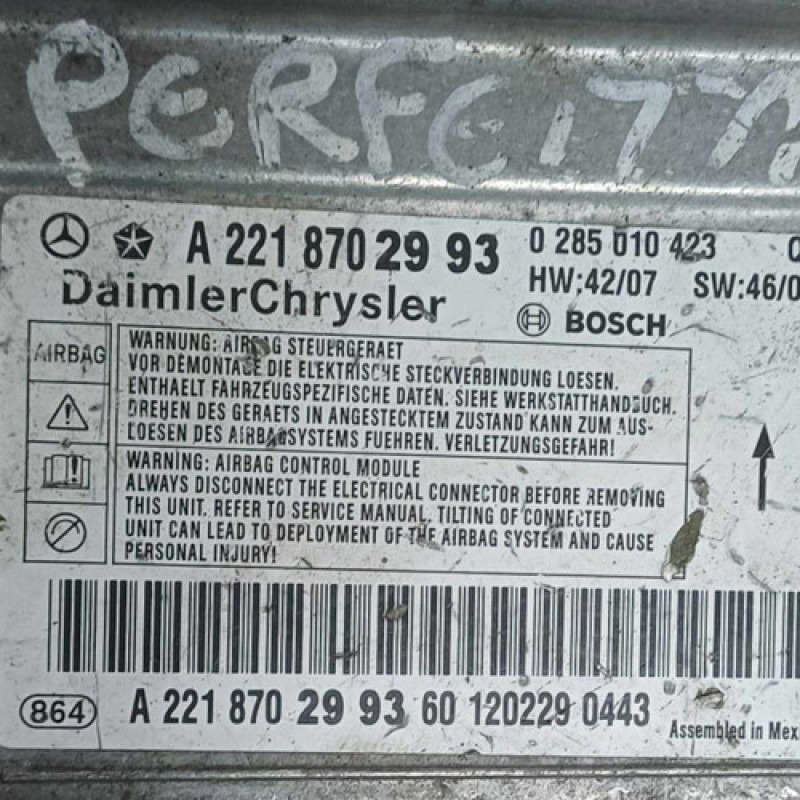 PERFEITA
A 221 870 29 93
0 285 010 423
HW:42/07 SW:46/0
DaimlerChrysler
BOSCH
AIRBAG
WARNUNG: AIRBAG STEUERGERAET
VOR DEMONTAGE DIE ELEKTRISCHE STECKVERBINDUNG LOESEN.
ENTHAELT FAHRZEUGSPEZIFISCHE DATEN. SIEHE WERKSTATTHANDBUCH.
DREHEN DES GERAETS IN ANGESTECKTEM ZUSTAND KANN ZUM AUS-
LOESEN DES AIRBAGSYSTEMS FUEHREN. VERLETZUNGSGEFAHR!
WARNING: AIRBAG CONTROL MODULE
ALWAYS DISCONNECT THE ELECTRICAL CONNECTOR BEFORE REMOVING
THIS UNIT. REFER TO SERVICE MANUAL. TILTING OF CONNECTED
UNIT CAN LEAD TO DEPLOYMENT OF THE AIRBAG SYSTEM AND CAUSE
PERSONAL INJURY!
864
A 221 870 29 93 60 120229 0443
Assembled in Mex